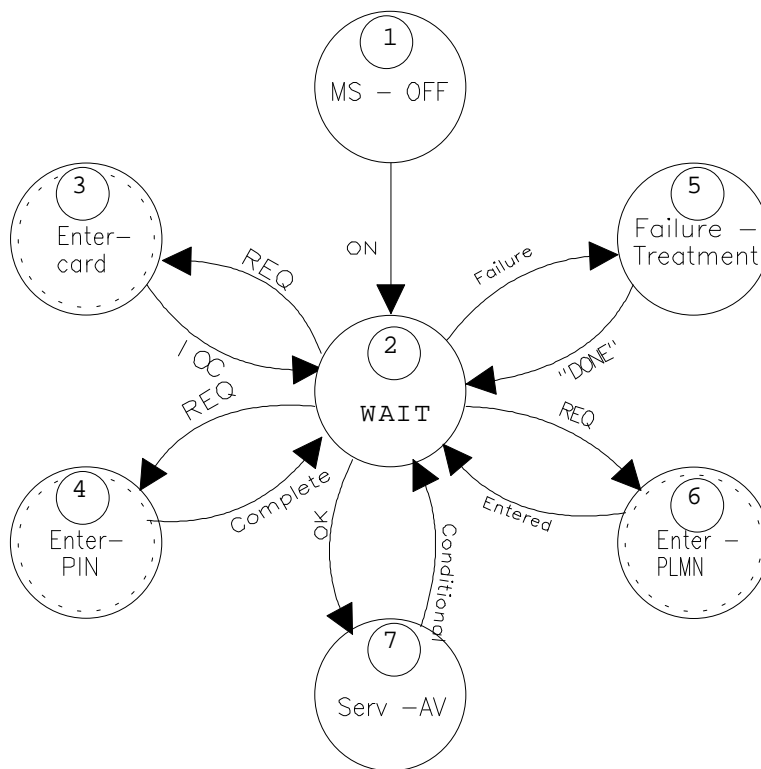 1
MS - OFF
3
Enter-
card
5
Failure -
Treatment
ON
REQ
Failure
I OC
2
WAIT
"DONE"
REQ
REQ
4
Enter-
PIN
Complete
OK
Conditional
Entered
6
Enter -
PLMN
7
Serv -AV